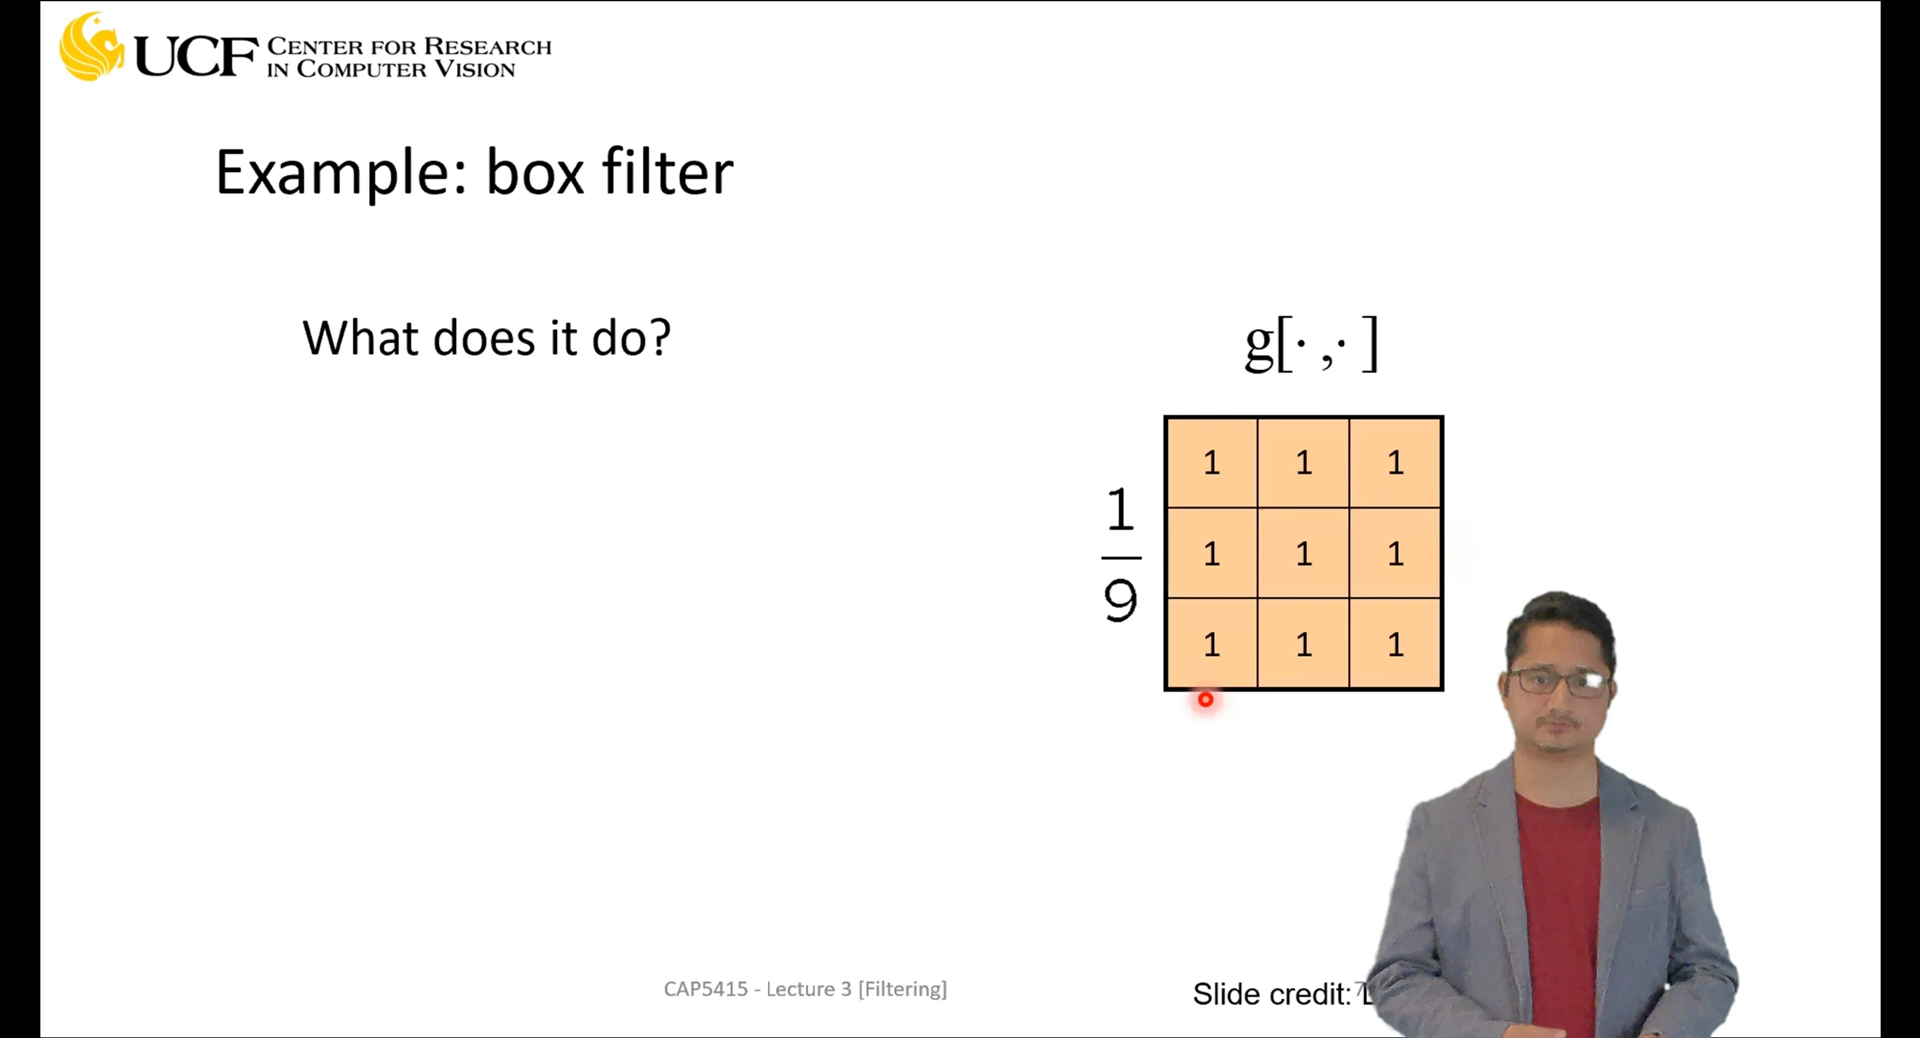 UCF CENTER FOR RESEARCH
IN COMPUTER VISION
Example: box filter
What does it do?
g[· ,· ]
1 1 1
1
9
1 1 1
1 1 1
CAP5415 - Lecture 3 [Filtering]
Slide credit: